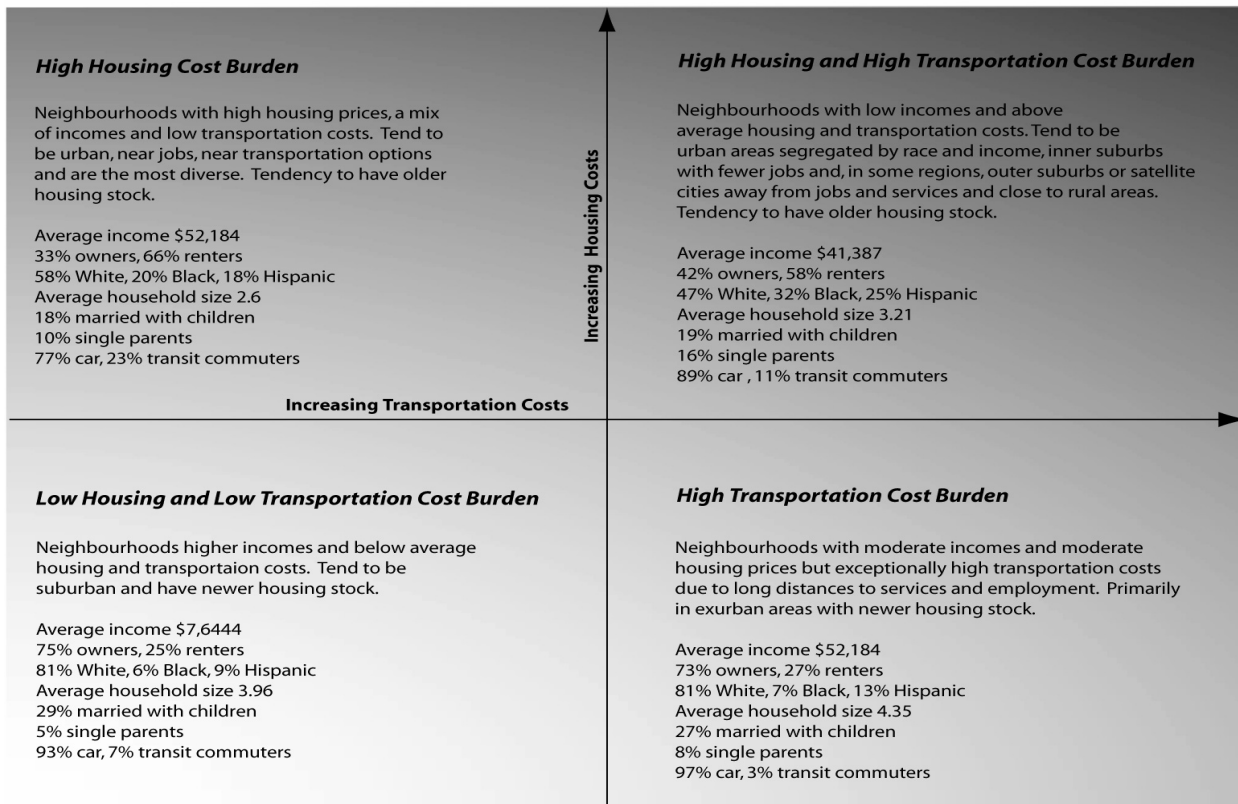 High Housing Cost Burden
Neighbourhoods with high housing prices, a mix
of incomes and low transportation costs. Tend to
be urban, near jobs, near transportation options
and are the most diverse. Tendency to have older
housing stock.
Average income $52,184
33% owners, 66% renters
58% White, 20% Black, 18% Hispanic
Average household size 2.6
18% married with children
10% single parents
77% car, 23% transit commuters
Increasing Housing Costs
High Housing and High Transportation Cost Burden
Neighbourhoods with low incomes and above
average housing and transportation costs. Tend to be
urban areas segregated by race and income, inner suburbs
with fewer jobs and, in some regions, outer suburbs or satellite
cities away from jobs and services and close to rural areas.
Tendency to have older housing stock.
Average income $41,387
42% owners, 58% renters
47% White, 32% Black, 25% Hispanic
Average household size 3.21
19% married with children
16% single parents
89% car , 11% transit commuters
Increasing Transportation Costs
Low Housing and Low Transportation Cost Burden
Neighbourhoods higher incomes and below average
housing and transportaion costs. Tend to be
suburban and have newer housing stock.
Average income $7,6444
75% owners, 25% renters
81% White, 6% Black, 9% Hispanic
Average household size 3.96
29% married with children
5% single parents
93% car, 7% transit commuters
High Transportation Cost Burden
Neighbourhoods with moderate incomes and moderate
housing prices but exceptionally high transportation costs
due to long distances to services and employment. Primarily
in exurban areas with newer housing stock.
Average income $52,184
73% owners, 27% renters
81% White, 7% Black, 13% Hispanic
Average household size 4.35
27% married with children
8% single parents
97% car, 3% transit commuters